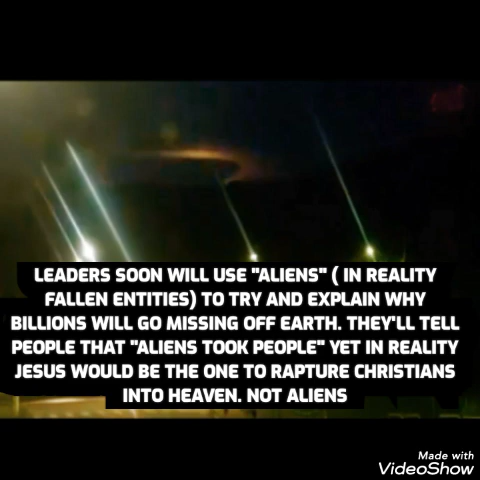 LEADERS SOON WILL USE "ALIENS" ( IN REALITY
FALLEN ENTITIES) TO TRY AND EXPLAIN WHY
BILLIONS WILL GO MISSING OFF EARTH. THEY'LL TELL
PEOPLE THAT "ALIENS TOOK PEOPLE" YET IN REALITY
JESUS WOULD BE THE ONE TO RAPTURE CHRISTIANS
INTO HEAVEN. NOT ALIENS
Made with
VideoShow